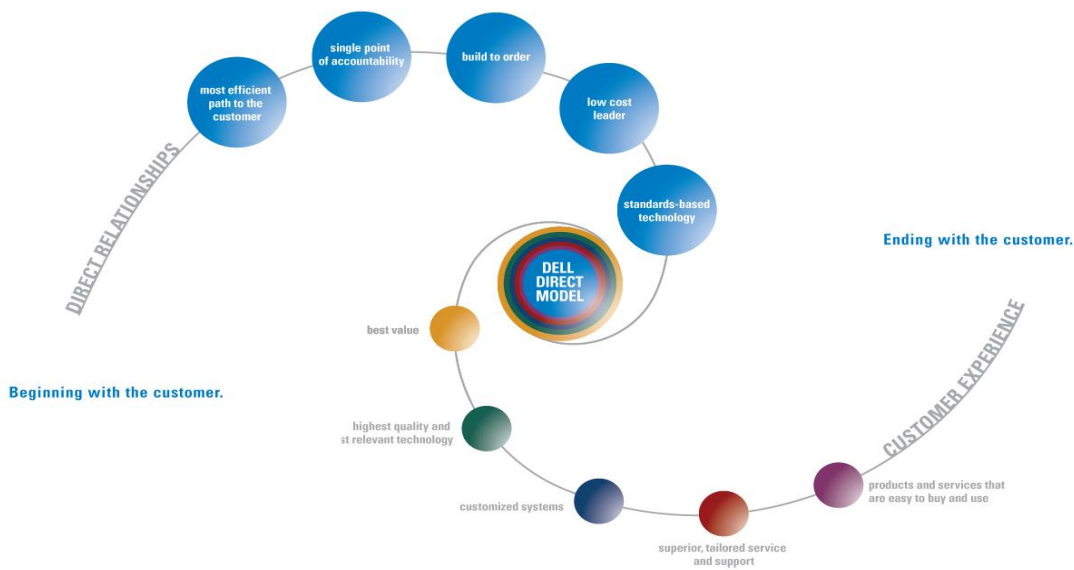 DIRECT RELATIONSHIPS
most efficient
path to the
customer
single point
of accountability
build to order
low cost
leader
standards-based
technology
DELL
DIRECT
MODEL
Beginning with the customer.
Ending with the customer.
best value
highest quality and
st relevant technology
customized systems
superior, tailored service
and support
products and services that
are easy to buy and use
CUSTOMER EXPERIENCE